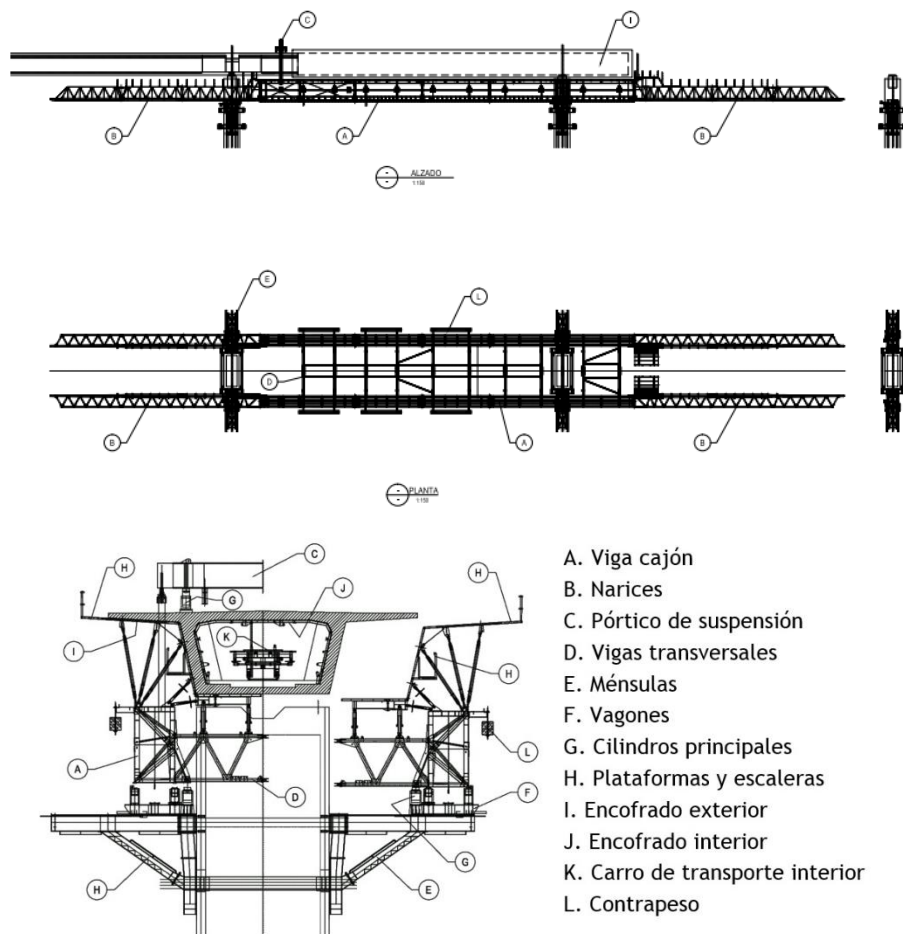 C
I
B
A
B
ALZADO
1:150
E
L
D
B
A
B
PLANTA
1:150
H
C
H
G
J
I
K
H
A
L
D
F
G
H
E
A. Viga cajón
B. Narices
C. Pórtico de suspensión
D. Vigas transversales
E. Ménsulas
F. Vagones
G. Cilindros principales
H. Plataformas y escaleras
I. Encofrado exterior
J. Encofrado interior
K. Carro de transporte interior
L. Contrapeso